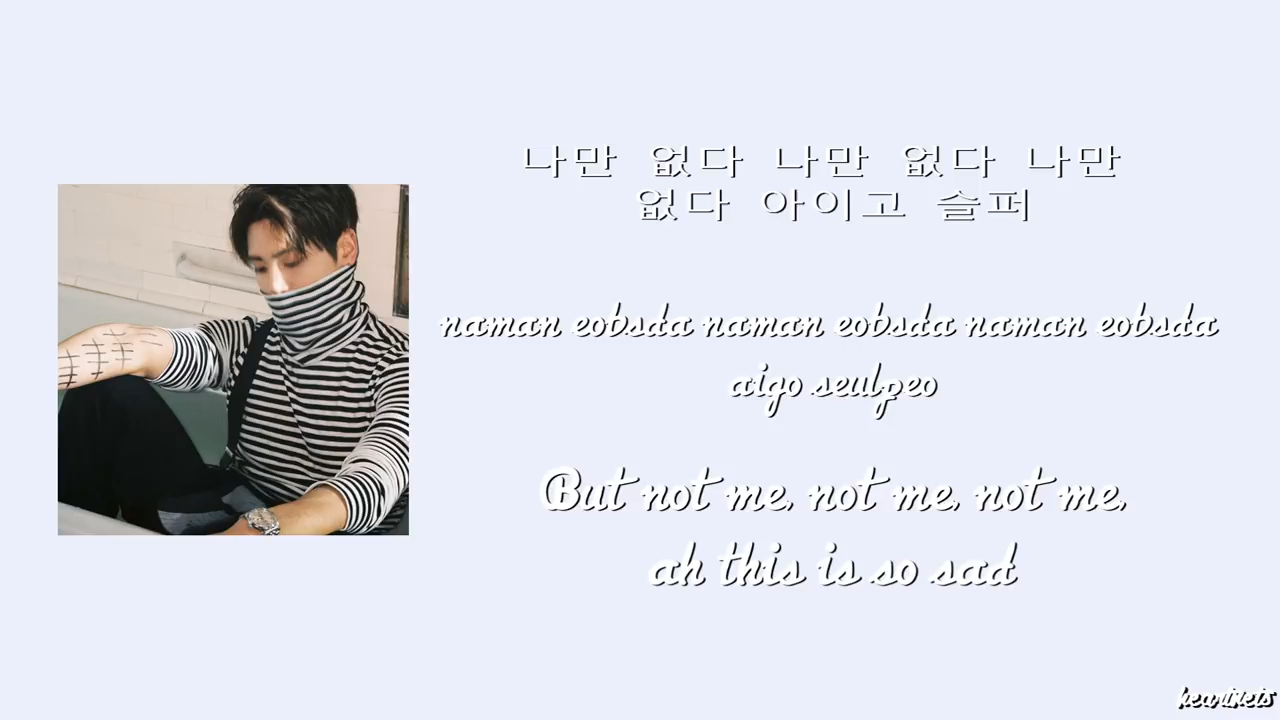 나만 없다 나만 없다 나만
없다 아이고 슬퍼
naman eobsda naman eobsda naman eobsda
aigo seulpeo
But not me, not me, not me,
ah this is so sad